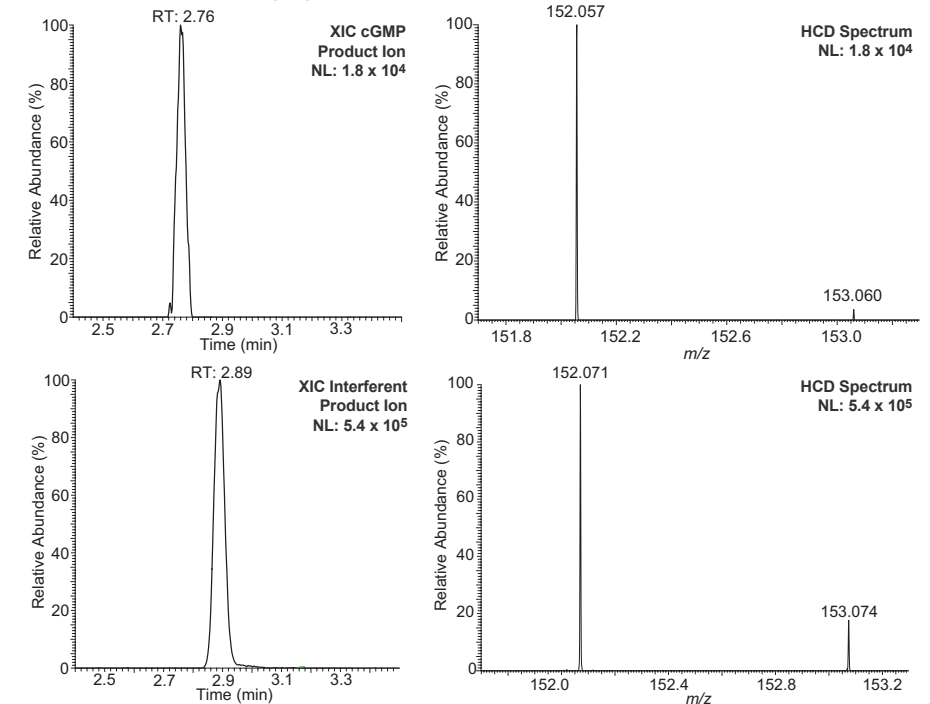 RT: 2.76
XIC cGMP
Product Ion
NL: 1.8 x 10⁴
Relative Abundance (%)
100
80
60
40
20
0
2.5 2.7 2.9 3.1 3.3
Time (min)
152.057
HCD Spectrum
NL: 1.8 x 10⁴
Relative Abundance (%)
100
80
60
40
20
0
153.060
151.8 152.2 152.6 153.0
m/z
RT: 2.89
XIC Interferent
Product Ion
NL: 5.4 x 10⁵
Relative Abundance (%)
100
80
60
40
20
0
2.5 2.7 2.9 3.1 3.3
Time (min)
152.071
HCD Spectrum
NL: 5.4 x 10⁵
Relative Abundance (%)
100
80
60
40
20
0
153.074
152.0 152.4 152.8 153.2
m/z